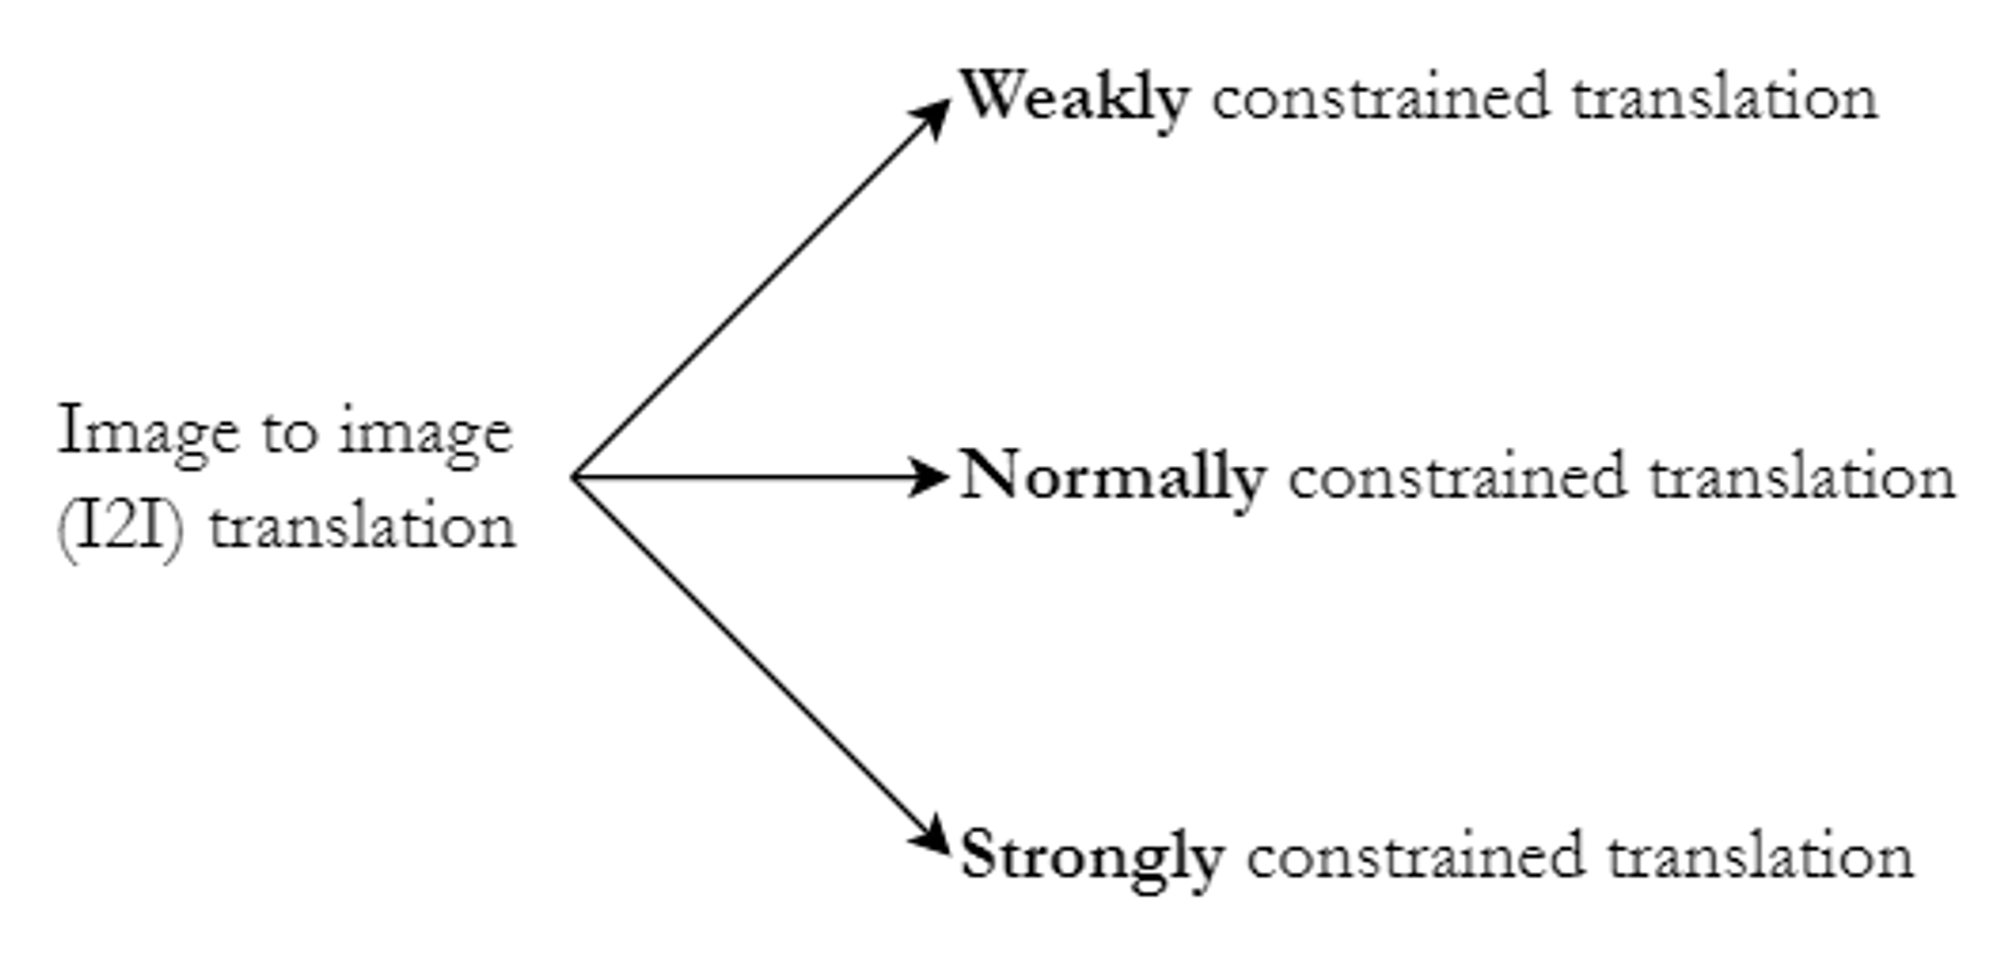 Weakly constrained translation
Image to image
(I2I) translation
Normally constrained translation
Strongly constrained translation